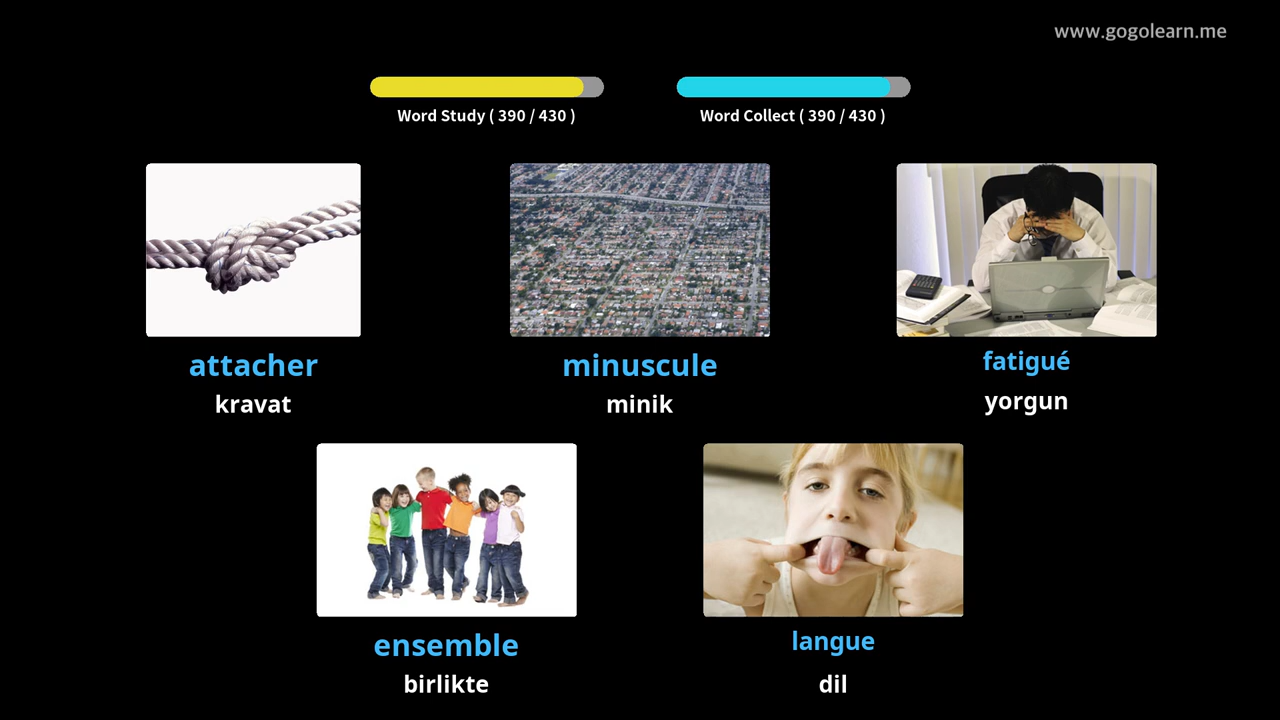 www.gogolearn.me
Word Study ( 390 / 430 )
Word Collect ( 390 / 430 )
attacher
kravat
minuscule
minik
fatigué
yorgun
ensemble
birlikte
langue
dil